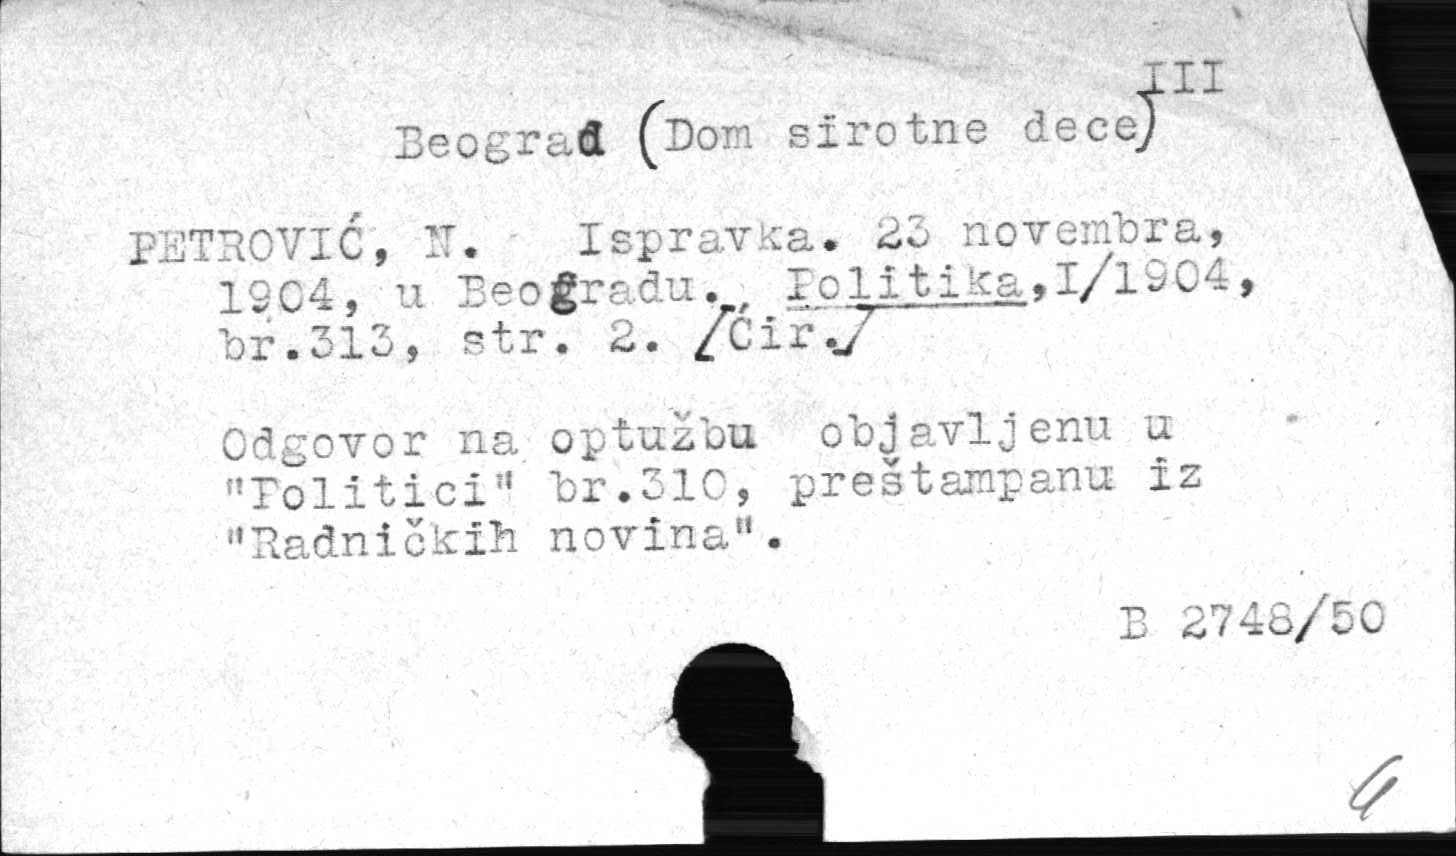 III
Beograd (Dom sirotne dece)
PETROVIĆ, N. Ispravka. 23 novembra,
1904, u Beogradu., Politika,I/1904,
br.313, str. 2. [Ćir.]
Odgovor na optužbu objavljenu u
"Politici" br.310, preštampanu iz
"Radničkih novina".
B 2748/50